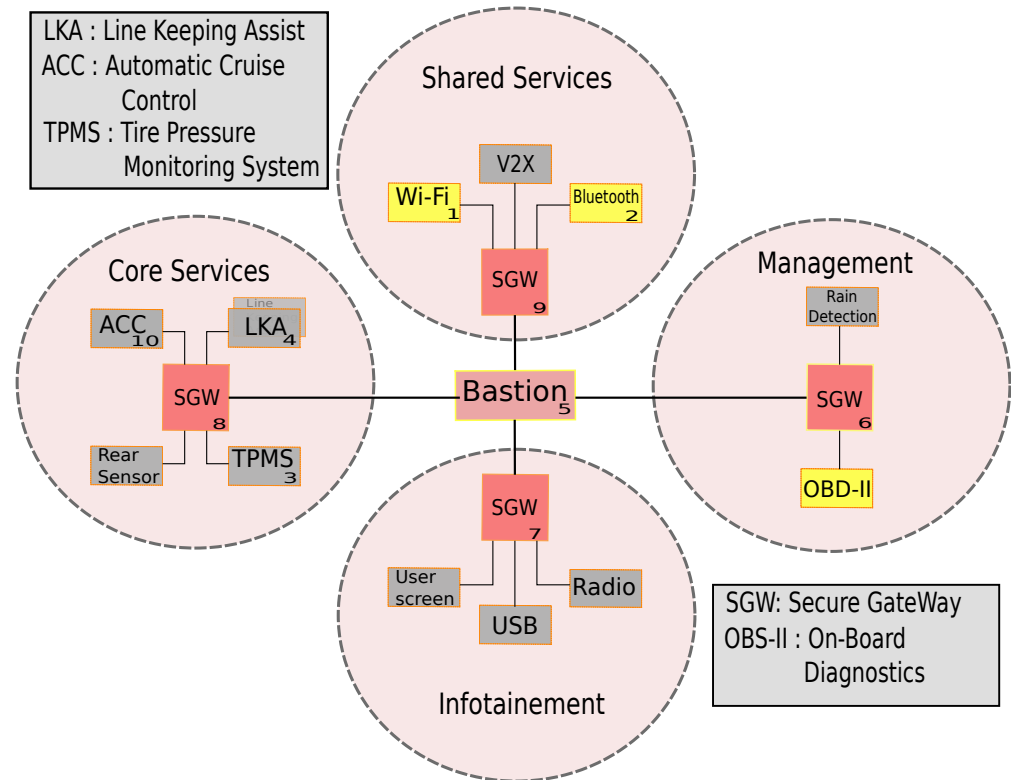 LKA : Line Keeping Assist
ACC : Automatic Cruise
Control
TPMS : Tire Pressure
Monitoring System
Shared Services
V2X
Wi-Fi
1
Bluetooth
2
SGW
9
Core Services
Line
ACC
10
LKA
4
SGW
8
Rear
Sensor
TPMS
3
Bastion
5
Management
Rain
Detection
SGW
6
OBD-II
SGW
7
User
screen
USB
Radio
Infotainement
SGW: Secure GateWay
OBS-II : On-Board
Diagnostics